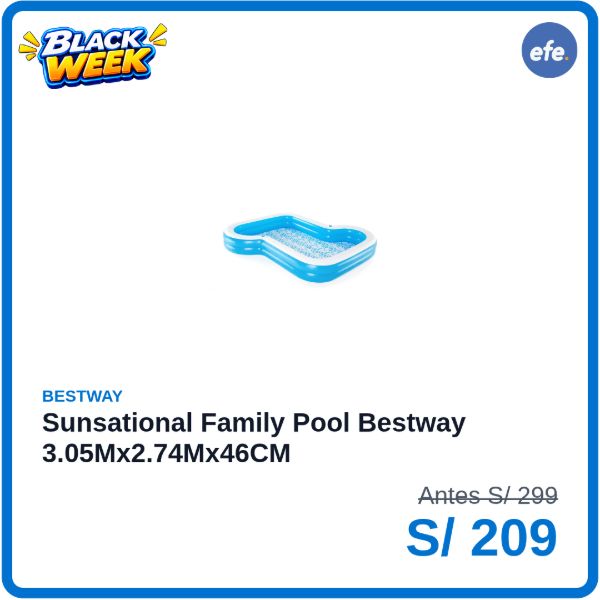 BLACK
WEEK
efe.
BESTWAY
Sunsational Family Pool Bestway
3.05Mx2.74Mx46CM
Antes S/ 299
S/ 209